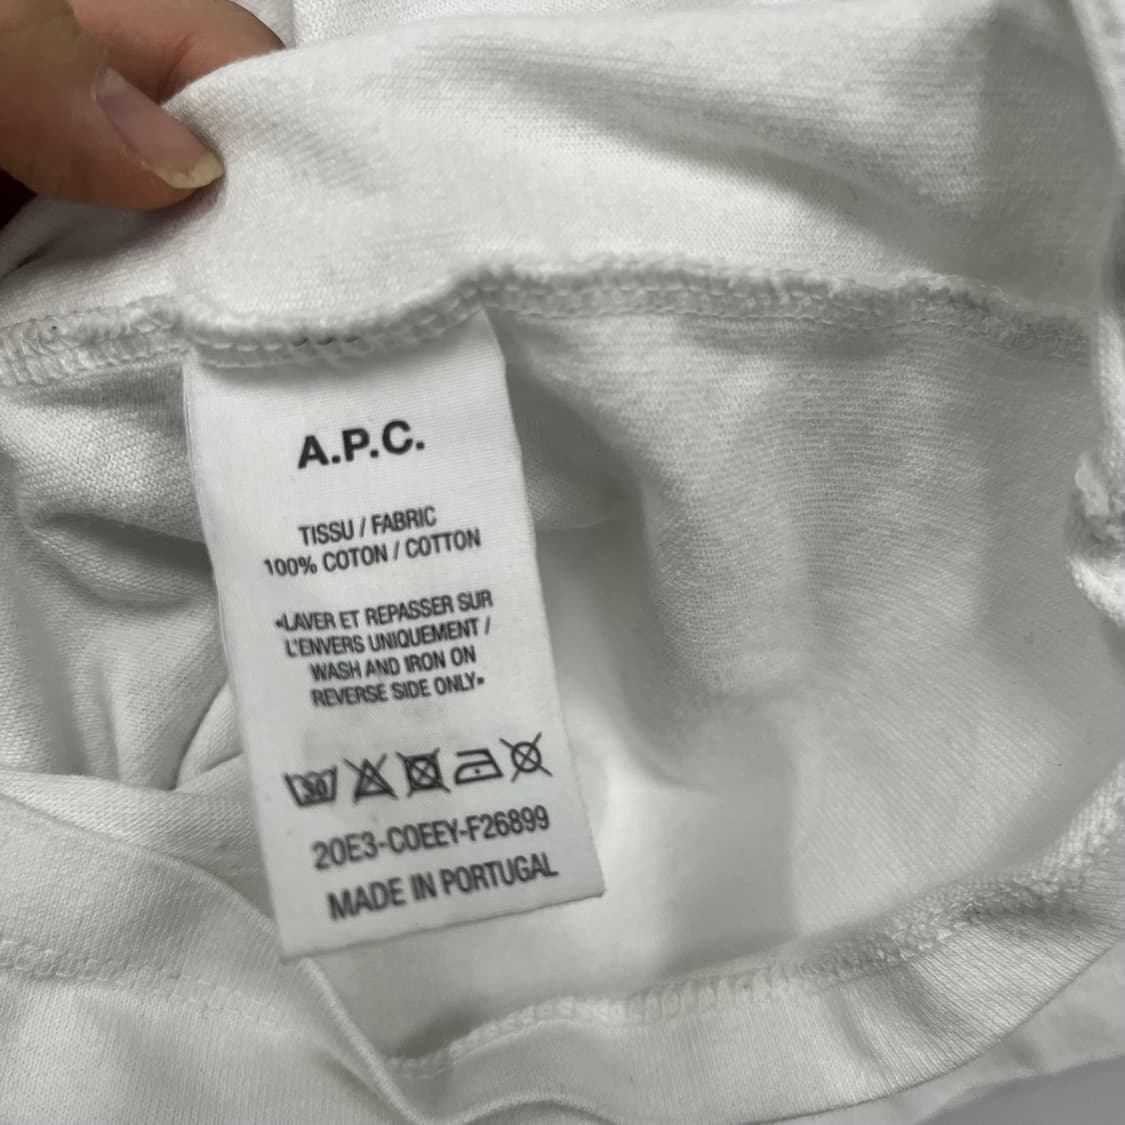 A.P.C.
TISSU / FABRIC
100% COTON / COTTON
«LAVER ET REPASSER SUR
L'ENVERS UNIQUEMENT /
WASH AND IRON ON
REVERSE SIDE ONLY»
30
20E3-COEEY-F26899
MADE IN PORTUGAL